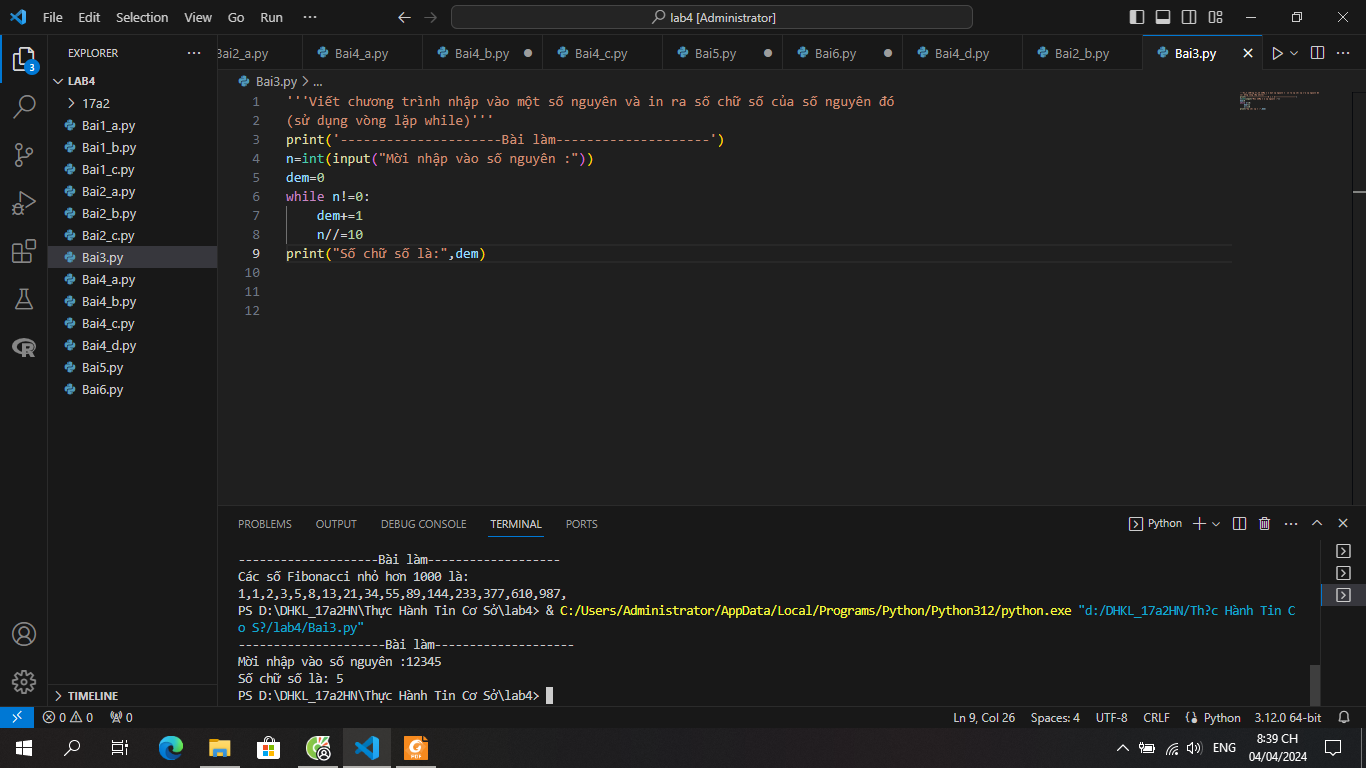 File Edit Selection View Go Run ··· lab4 [Administrator]
EXPLORER ···
LAB4
17a2
Bai1_a.py
Bai1_b.py
Bai1_c.py
Bai2_a.py
Bai2_b.py
Bai2_c.py
Bai3.py
Bai4_a.py
Bai4_b.py
Bai4_c.py
Bai4_d.py
Bai5.py
Bai6.py
TIMELINE
3
Bai2_a.py Bai4_a.py Bai4_b.py Bai4_c.py Bai5.py Bai6.py Bai4_d.py Bai2_b.py Bai3.py
Bai3.py > ...
1 '''Viết chương trình nhập vào một số nguyên và in ra số chữ số của số nguyên đó
2 (sử dụng vòng lặp while)'''
3 print('---------------------Bài làm--------------------')
4 n=int(input("Mời nhập vào số nguyên :"))
5 dem=0
6 while n!=0:
7 dem+=1
8 n//=10
9 print("Số chữ số là:",dem)
10
11
12
PROBLEMS OUTPUT DEBUG CONSOLE TERMINAL PORTS Python
--------------------Bài làm-------------------
Các số Fibonacci nhỏ hơn 1000 là:
1,1,2,3,5,8,13,21,34,55,89,144,233,377,610,987,
PS D:\DHKL_17a2HN\Thực Hành Tin Cơ Sở\lab4> & C:/Users/Administrator/AppData/Local/Programs/Python/Python312/python.exe "d:/DHKL_17a2HN/Th?c Hành Tin C
o S?/lab4/Bai3.py"
---------------------Bài làm--------------------
Mời nhập vào số nguyên :12345
Số chữ số là: 5
PS D:\DHKL_17a2HN\Thực Hành Tin Cơ Sở\lab4>
0 0 0 Ln 9, Col 26 Spaces: 4 UTF-8 CRLF Python 3.12.0 64-bit
ENG 8:39 CH
04/04/2024